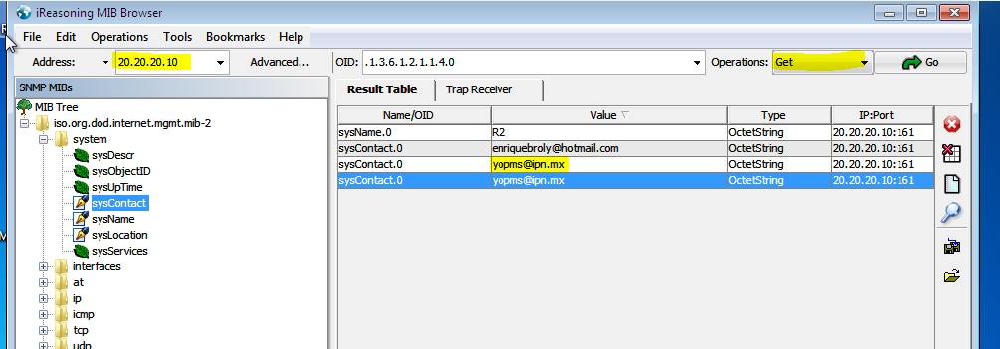 iReasoning MIB Browser
File Edit Operations Tools Bookmarks Help
Address: 20.20.20.10 Advanced... OID: .1.3.6.1.2.1.1.4.0 Operations: Get Go
SNMP MIBs
MIB Tree
iso.org.dod.internet.mgmt.mib-2
system
sysDescr
sysObjectID
sysUpTime
sysContact
sysName
sysLocation
sysServices
interfaces
at
ip
icmp
tcp
udp
Result Table Trap Receiver
Name/OID Value Type IP:Port
sysName.0 R2 OctetString 20.20.20.10:161
sysContact.0 enriquebroly@hotmail.com OctetString 20.20.20.10:161
sysContact.0 yopms@ipn.mx OctetString 20.20.20.10:161
sysContact.0 yopms@ipn.mx OctetString 20.20.20.10:161